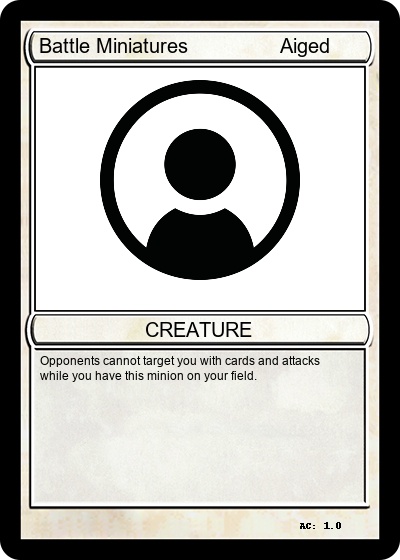 Battle Miniatures Aiged
CREATURE
Opponents cannot target you with cards and attacks
while you have this minion on your field.
AC: 1.0